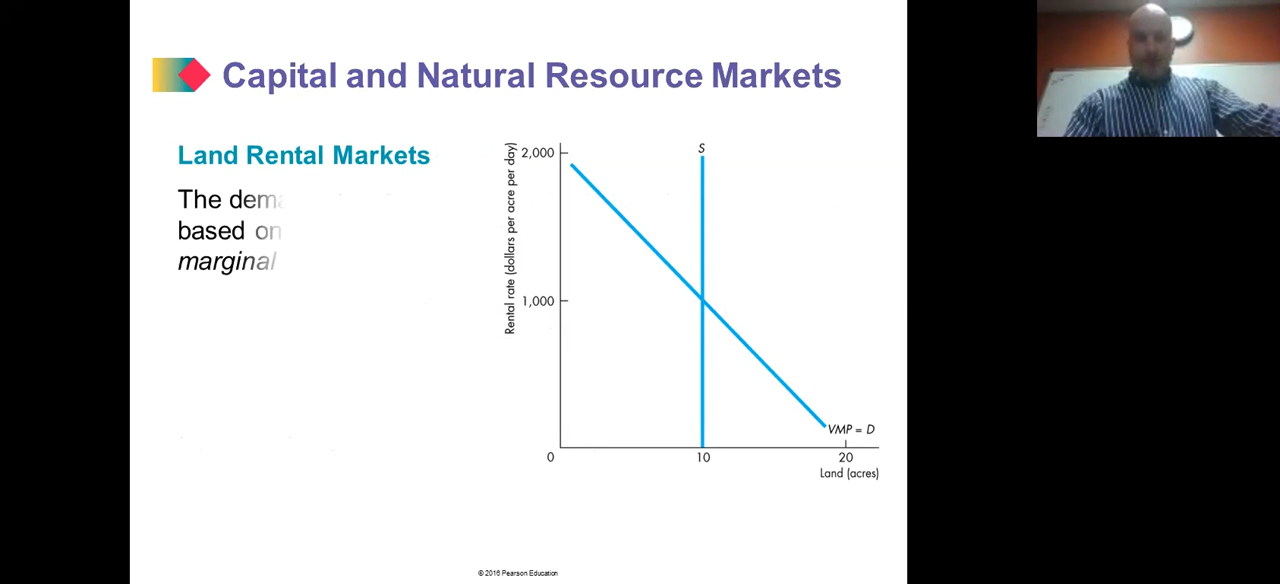 Capital and Natural Resource Markets
Land Rental Markets
The dema
based on
marginal
Rental rate (dollars per acre per day)
2,000
1,000
0
S
10
20
VMP = D
Land (acres)
© 2016 Pearson Education